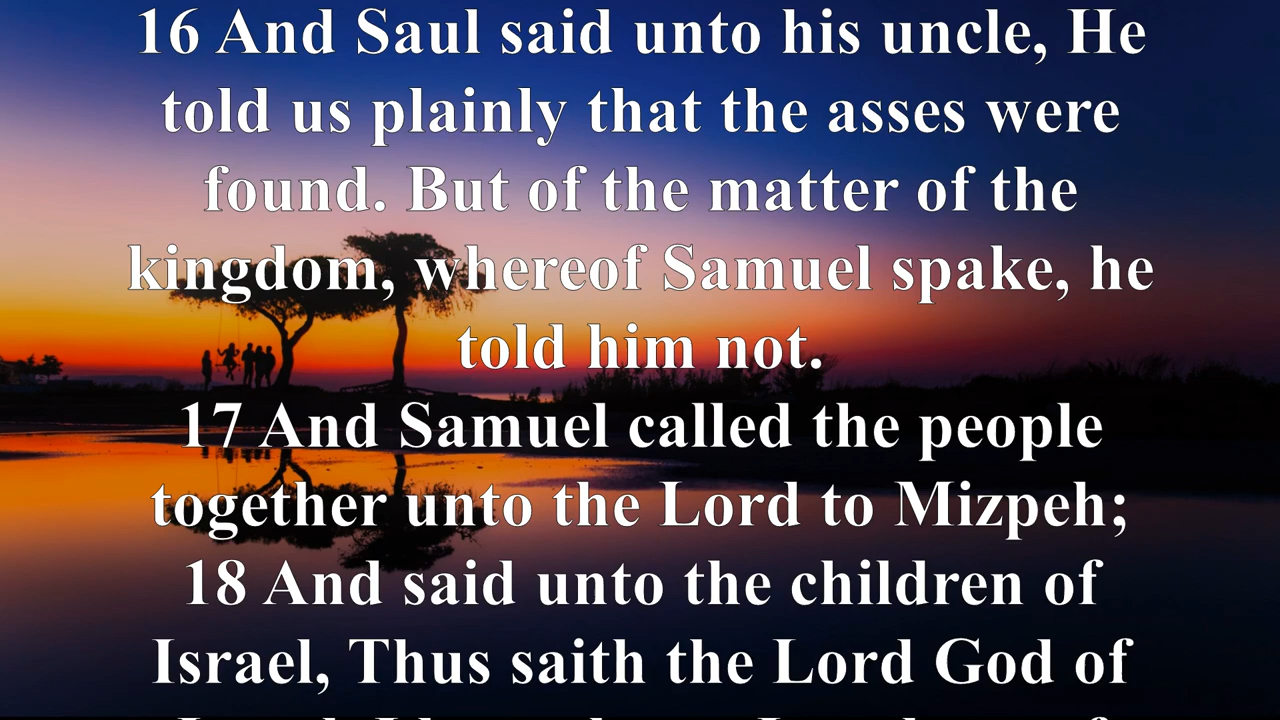 16 And Saul said unto his uncle, He
told us plainly that the asses were
found. But of the matter of the
kingdom, whereof Samuel spake, he
told him not.
17 And Samuel called the people
together unto the Lord to Mizpeh;
18 And said unto the children of
Israel, Thus saith the Lord God of